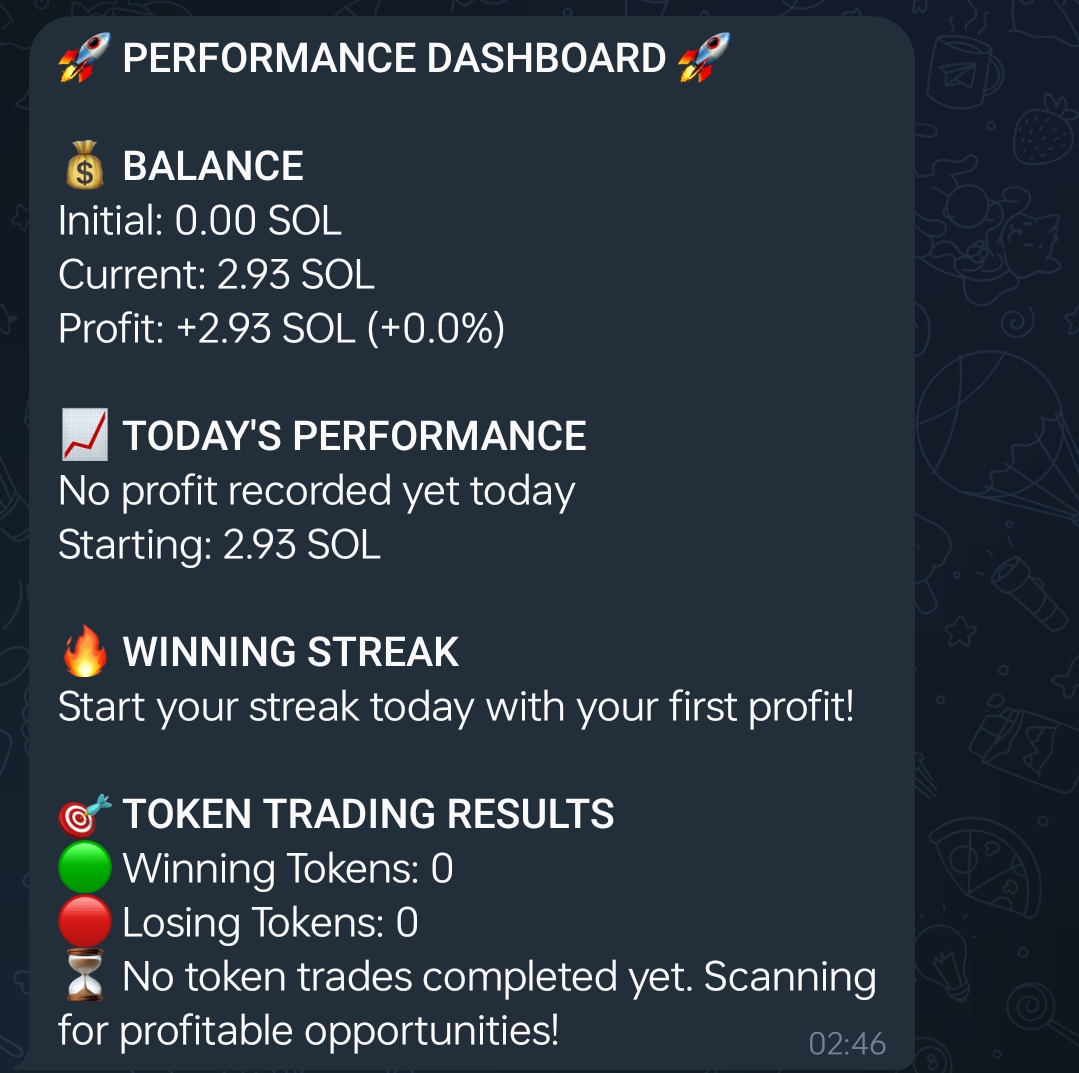 🚀 PERFORMANCE DASHBOARD 🚀
💰 BALANCE
Initial: 0.00 SOL
Current: 2.93 SOL
Profit: +2.93 SOL (+0.0%)
📈 TODAY'S PERFORMANCE
No profit recorded yet today
Starting: 2.93 SOL
🔥 WINNING STREAK
Start your streak today with your first profit!
🎯 TOKEN TRADING RESULTS
🟢 Winning Tokens: 0
🔴 Losing Tokens: 0
⏳ No token trades completed yet. Scanning
for profitable opportunities!
02:46